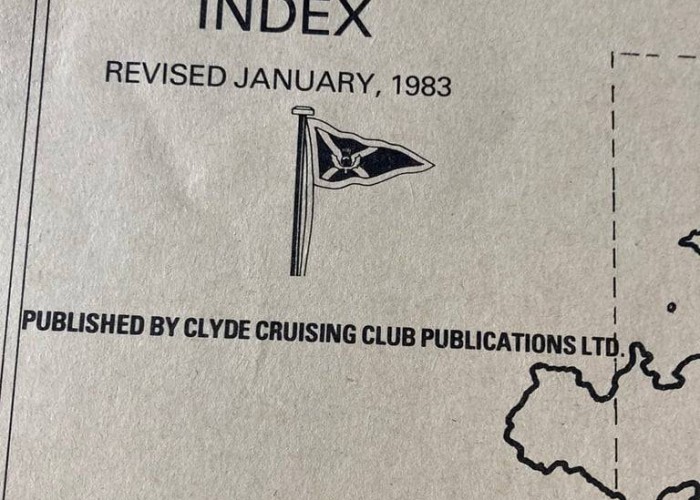 INDEX
REVISED JANUARY, 1983
PUBLISHED BY CLYDE CRUISING CLUB PUBLICATIONS LTD.